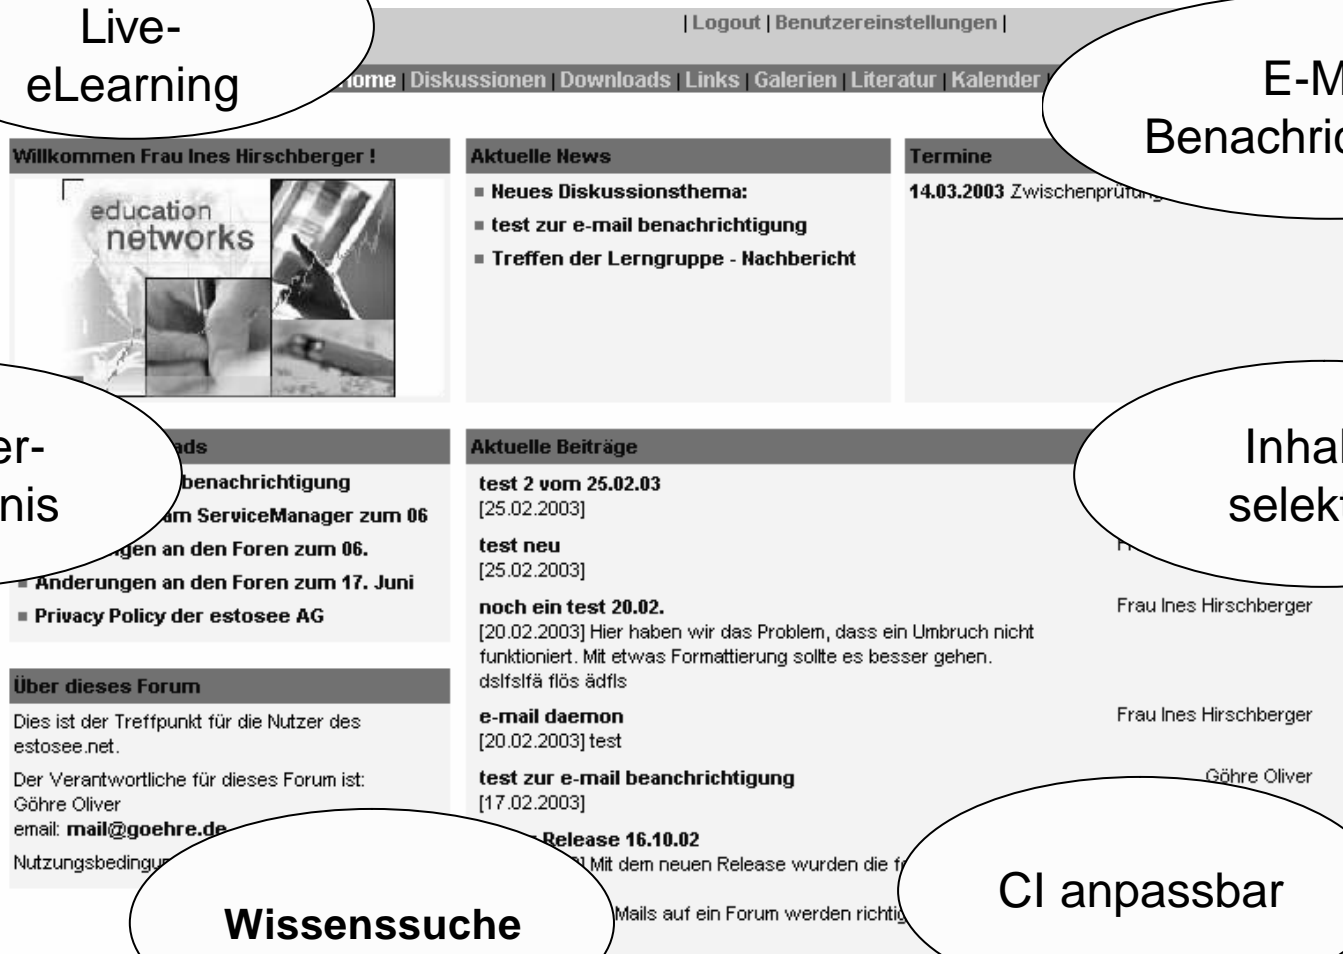 Live-
eLearning
| Logout | Benutzereinstellungen |
Home | Diskussionen | Downloads | Links | Galerien | Literatur | Kalender
E-M
Benachric
Willkommen Frau Ines Hirschberger !
education
networks
Aktuelle News
Neues Diskussionsthema:
test zur e-mail benachrichtigung
Treffen der Lerngruppe - Nachbericht
Termine
14.03.2003 Zwischenprüfung
er-
nis
ads
benachrichtigung
am ServiceManager zum 06
gen an den Foren zum 06.
Änderungen an den Foren zum 17. Juni
Privacy Policy der estosee AG
Über dieses Forum
Dies ist der Treffpunkt für die Nutzer des
estosee.net.
Der Verantwortliche für dieses Forum ist:
Göhre Oliver
email: mail@goehre.de
Nutzungsbedingun
Aktuelle Beiträge
test 2 vom 25.02.03
[25.02.2003]
test neu
[25.02.2003]
noch ein test 20.02.
Frau Ines Hirschberger
[20.02.2003] Hier haben wir das Problem, dass ein Umbruch nicht
funktioniert. Mit etwas Formattierung sollte es besser gehen.
dslfslfä flös ädfls
e-mail daemon
Frau Ines Hirschberger
[20.02.2003] test
test zur e-mail beanchrichtigung
Göhre Oliver
[17.02.2003]
Release 16.10.02
Mit dem neuen Release wurden die
Mails auf ein Forum werden richtig
Inhal
selekt
Wissenssuche
CI anpassbar